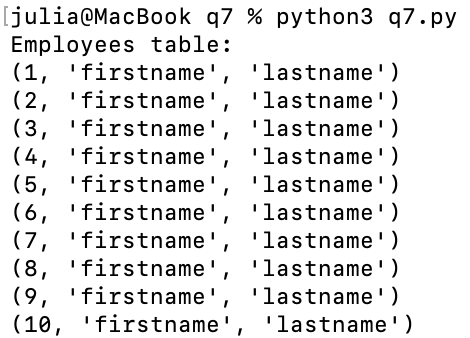 [julia@MacBook q7 % python3 q7.py
Employees table:
(1, 'firstname', 'lastname')
(2, 'firstname', 'lastname')
(3, 'firstname', 'lastname')
(4, 'firstname', 'lastname')
(5, 'firstname', 'lastname')
(6, 'firstname', 'lastname')
(7, 'firstname', 'lastname')
(8, 'firstname', 'lastname')
(9, 'firstname', 'lastname')
(10, 'firstname', 'lastname')